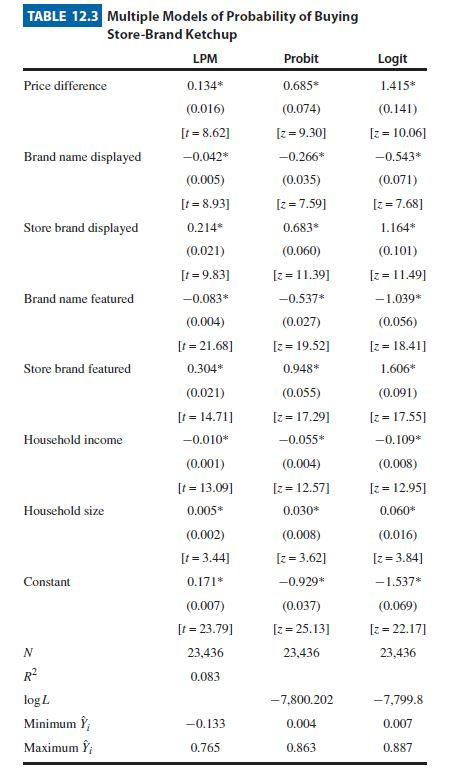 TABLE 12.3 Multiple Models of Probability of Buying
Store-Brand Ketchup
LPM Probit Logit
Price difference 0.134* 0.685* 1.415*
(0.016) (0.074) (0.141)
[t = 8.62] [z = 9.30] [z = 10.06]
Brand name displayed −0.042* −0.266* −0.543*
(0.005) (0.035) (0.071)
[t = 8.93] [z = 7.59] [z = 7.68]
Store brand displayed 0.214* 0.683* 1.164*
(0.021) (0.060) (0.101)
[t = 9.83] [z = 11.39] [z = 11.49]
Brand name featured −0.083* −0.537* −1.039*
(0.004) (0.027) (0.056)
[t = 21.68] [z = 19.52] [z = 18.41]
Store brand featured 0.304* 0.948* 1.606*
(0.021) (0.055) (0.091)
[t = 14.71] [z = 17.29] [z = 17.55]
Household income −0.010* −0.055* −0.109*
(0.001) (0.004) (0.008)
[t = 13.09] [z = 12.57] [z = 12.95]
Household size 0.005* 0.030* 0.060*
(0.002) (0.008) (0.016)
[t = 3.44] [z = 3.62] [z = 3.84]
Constant 0.171* −0.929* −1.537*
(0.007) (0.037) (0.069)
[t = 23.79] [z = 25.13] [z = 22.17]
N 23,436 23,436 23,436
R² 0.083
log L −7,800.202 −7,799.8
Minimum Ŷᵢ −0.133 0.004 0.007
Maximum Ŷᵢ 0.765 0.863 0.887